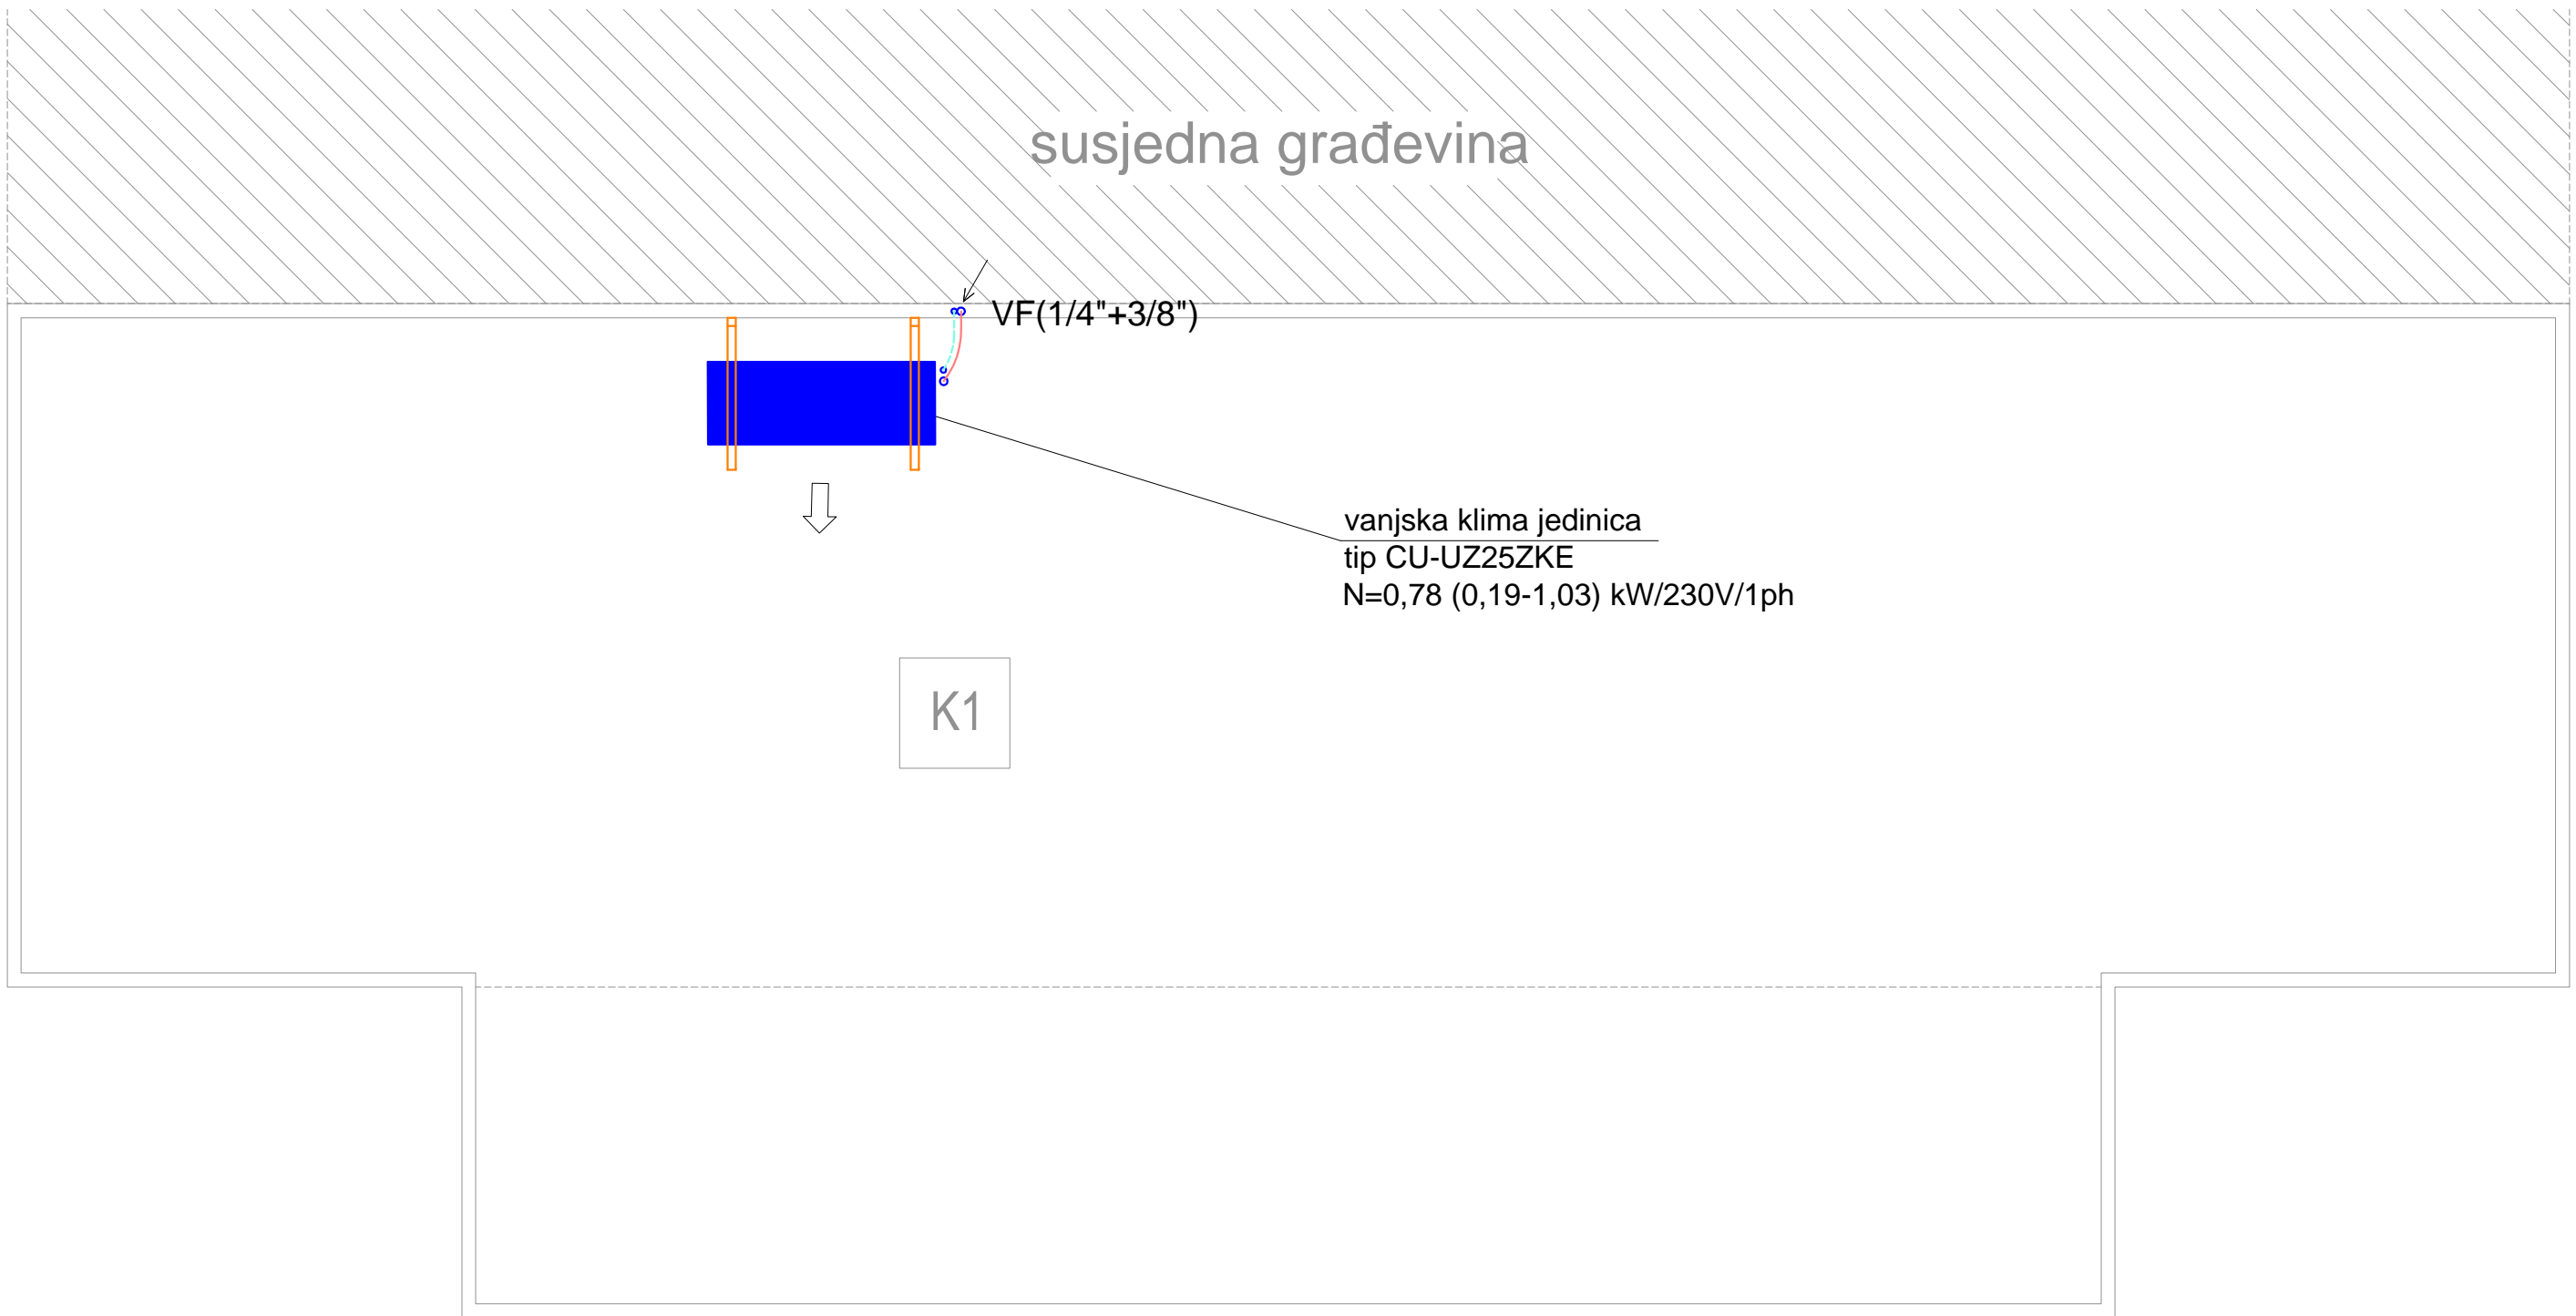 susjedna građevina
VF(1/4"+3/8")
vanjska klima jedinica
tip CU-UZ25ZKE
N=0,78 (0,19-1,03) kW/230V/1ph
K1